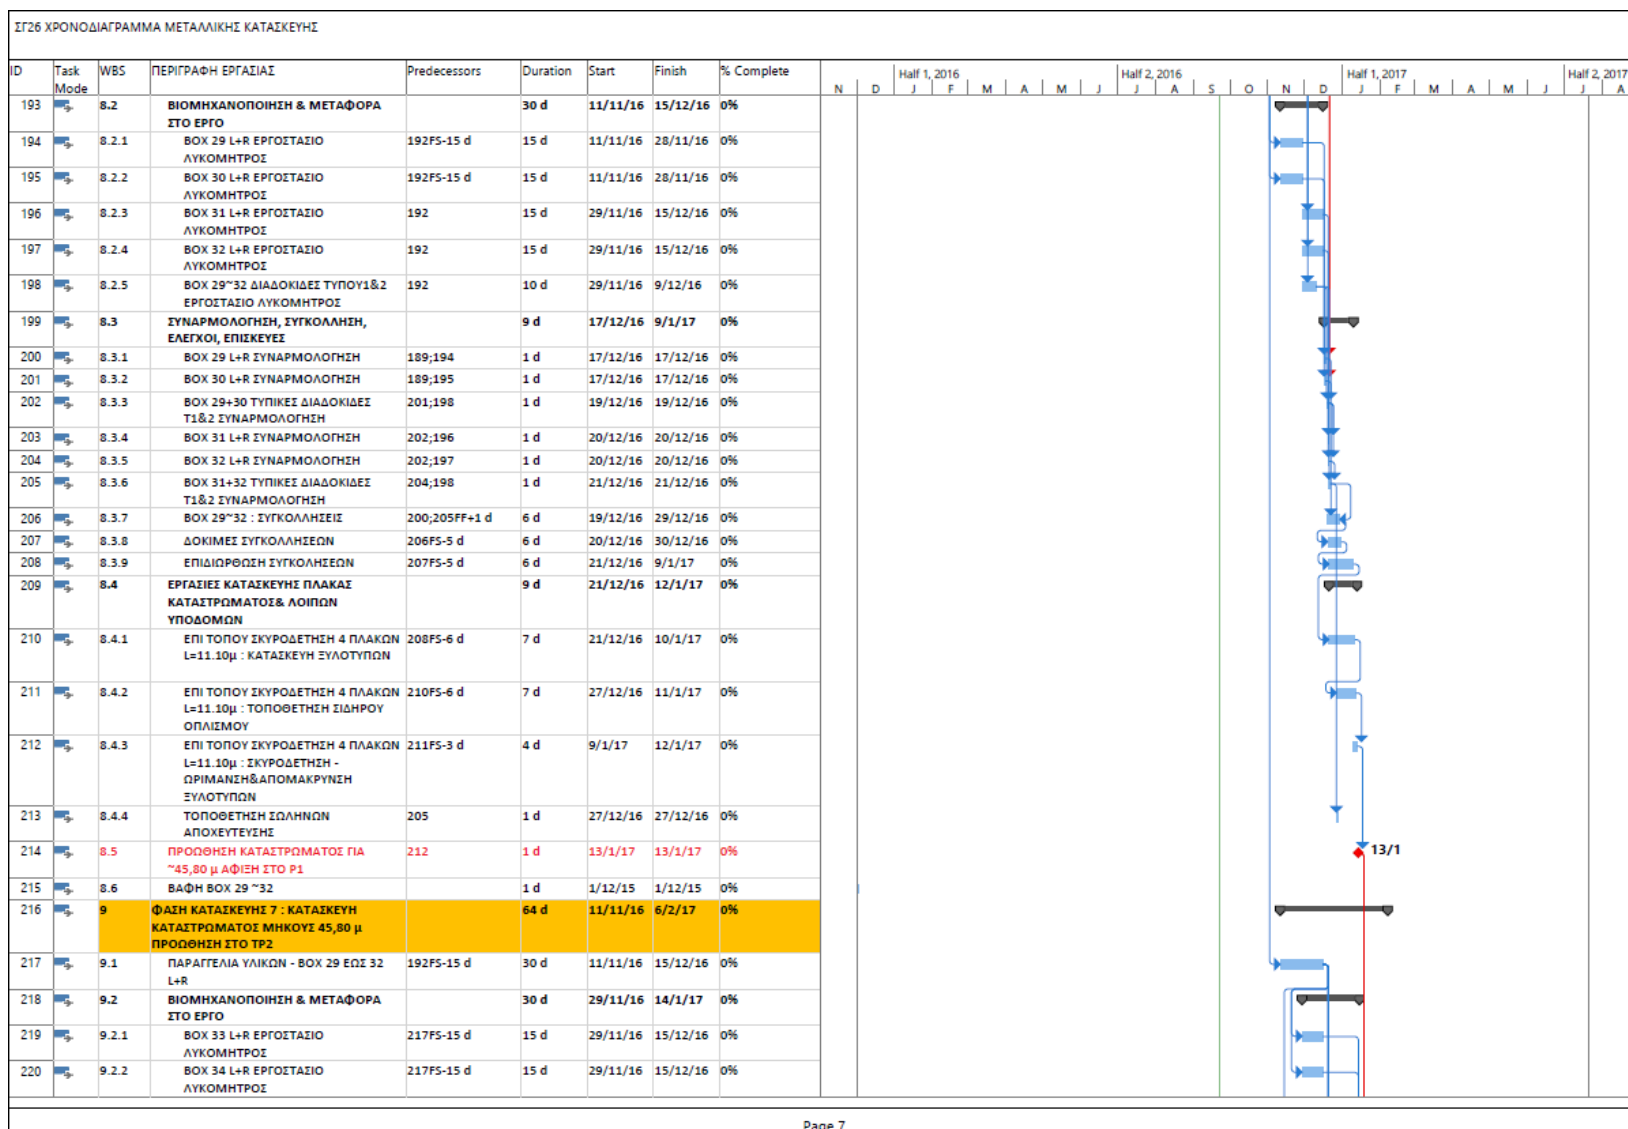 ΣΓ26 ΧΡΟΝΟΔΙΑΓΡΑΜΜΑ ΜΕΤΑΛΛΙΚΗΣ ΚΑΤΑΣΚΕΥΗΣ
ID Task WBS ΠΕΡΙΓΡΑΦΗ ΕΡΓΑΣΙΑΣ Predecessors Duration Start Finish % Complete
Mode
Half 1, 2016 Half 2, 2016 Half 1, 2017 Half 2, 2017
N D J F M A M J J A S O N D J F M A M J J A
193 8.2 ΒΙΟΜΗΧΑΝΟΠΟΙΗΣΗ & ΜΕΤΑΦΟΡΑ 30 d 11/11/16 15/12/16 0%
ΣΤΟ ΕΡΓΟ
194 8.2.1 BOX 29 L+R ΕΡΓΟΣΤΑΣΙΟ 192FS-15 d 15 d 11/11/16 28/11/16 0%
ΛΥΚΟΜΗΤΡΟΣ
195 8.2.2 BOX 30 L+R ΕΡΓΟΣΤΑΣΙΟ 192FS-15 d 15 d 11/11/16 28/11/16 0%
ΛΥΚΟΜΗΤΡΟΣ
196 8.2.3 BOX 31 L+R ΕΡΓΟΣΤΑΣΙΟ 192 15 d 29/11/16 15/12/16 0%
ΛΥΚΟΜΗΤΡΟΣ
197 8.2.4 BOX 32 L+R ΕΡΓΟΣΤΑΣΙΟ 192 15 d 29/11/16 15/12/16 0%
ΛΥΚΟΜΗΤΡΟΣ
198 8.2.5 BOX 29~32 ΔΙΑΔΟΚΙΔΕΣ ΤΥΠΟΥ1&2 192 10 d 29/11/16 9/12/16 0%
ΕΡΓΟΣΤΑΣΙΟ ΛΥΚΟΜΗΤΡΟΣ
199 8.3 ΣΥΝΑΡΜΟΛΟΓΗΣΗ, ΣΥΓΚΟΛΛΗΣΗ, 9 d 17/12/16 9/1/17 0%
ΕΛΕΓΧΟΙ, ΕΠΙΣΚΕΥΕΣ
200 8.3.1 BOX 29 L+R ΣΥΝΑΡΜΟΛΟΓΗΣΗ 189;194 1 d 17/12/16 17/12/16 0%
201 8.3.2 BOX 30 L+R ΣΥΝΑΡΜΟΛΟΓΗΣΗ 189;195 1 d 17/12/16 17/12/16 0%
202 8.3.3 BOX 29+30 ΤΥΠΙΚΕΣ ΔΙΑΔΟΚΙΔΕΣ 201;198 1 d 19/12/16 19/12/16 0%
Τ1&2 ΣΥΝΑΡΜΟΛΟΓΗΣΗ
203 8.3.4 BOX 31 L+R ΣΥΝΑΡΜΟΛΟΓΗΣΗ 202;196 1 d 20/12/16 20/12/16 0%
204 8.3.5 BOX 32 L+R ΣΥΝΑΡΜΟΛΟΓΗΣΗ 202;197 1 d 20/12/16 20/12/16 0%
205 8.3.6 BOX 31+32 ΤΥΠΙΚΕΣ ΔΙΑΔΟΚΙΔΕΣ 204;198 1 d 21/12/16 21/12/16 0%
Τ1&2 ΣΥΝΑΡΜΟΛΟΓΗΣΗ
206 8.3.7 BOX 29~32 : ΣΥΓΚΟΛΛΗΣΕΙΣ 200;205FF+1 d 6 d 19/12/16 29/12/16 0%
207 8.3.8 ΔΟΚΙΜΕΣ ΣΥΓΚΟΛΛΗΣΕΩΝ 206FS-5 d 6 d 20/12/16 30/12/16 0%
208 8.3.9 ΕΠΙΔΙΟΡΘΩΣΗ ΣΥΓΚΟΛΗΣΕΩΝ 207FS-5 d 6 d 21/12/16 9/1/17 0%
209 8.4 ΕΡΓΑΣΙΕΣ ΚΑΤΑΣΚΕΥΗΣ ΠΛΑΚΑΣ 9 d 21/12/16 12/1/17 0%
ΚΑΤΑΣΤΡΩΜΑΤΟΣ& ΛΟΙΠΩΝ
ΥΠΟΔΟΜΩΝ
210 8.4.1 ΕΠΙ ΤΟΠΟΥ ΣΚΥΡΟΔΕΤΗΣΗ 4 ΠΛΑΚΩΝ 208FS-6 d 7 d 21/12/16 10/1/17 0%
L=11.10μ : ΚΑΤΑΣΚΕΥΗ ΞΥΛΟΤΥΠΩΝ
211 8.4.2 ΕΠΙ ΤΟΠΟΥ ΣΚΥΡΟΔΕΤΗΣΗ 4 ΠΛΑΚΩΝ 210FS-6 d 7 d 27/12/16 11/1/17 0%
L=11.10μ : ΤΟΠΟΘΕΤΗΣΗ ΣΙΔΗΡΟΥ
ΟΠΛΙΣΜΟΥ
212 8.4.3 ΕΠΙ ΤΟΠΟΥ ΣΚΥΡΟΔΕΤΗΣΗ 4 ΠΛΑΚΩΝ 211FS-3 d 4 d 9/1/17 12/1/17 0%
L=11.10μ : ΣΚΥΡΟΔΕΤΗΣΗ -
ΩΡΙΜΑΝΣΗ&ΑΠΟΜΑΚΡΥΝΣΗ
ΞΥΛΟΤΥΠΩΝ
213 8.4.4 ΤΟΠΟΘΕΤΗΣΗ ΣΩΛΗΝΩΝ 205 1 d 27/12/16 27/12/16 0%
ΑΠΟΧΕΥΤΕΥΣΗΣ
214 8.5 ΠΡΟΩΘΗΣΗ ΚΑΤΑΣΤΡΩΜΑΤΟΣ ΓΙΑ 212 1 d 13/1/17 13/1/17 0% 13/1
~45,80 μ ΑΦΙΞΗ ΣΤΟ P1
215 8.6 ΒΑΦΗ BOX 29 ~32 1 d 1/12/15 1/12/15 0%
216 9 ΦΑΣΗ ΚΑΤΑΣΚΕΥΗΣ 7 : ΚΑΤΑΣΚΕΥΗ 64 d 11/11/16 6/2/17 0%
ΚΑΤΑΣΤΡΩΜΑΤΟΣ ΜΗΚΟΥΣ 45,80 μ
ΠΡΟΩΘΗΣΗ ΣΤΟ ΤΡ2
217 9.1 ΠΑΡΑΓΓΕΛΙΑ ΥΛΙΚΩΝ - BOX 29 ΕΩΣ 32 192FS-15 d 30 d 11/11/16 15/12/16 0%
L+R
218 9.2 ΒΙΟΜΗΧΑΝΟΠΟΙΗΣΗ & ΜΕΤΑΦΟΡΑ 30 d 29/11/16 14/1/17 0%
ΣΤΟ ΕΡΓΟ
219 9.2.1 BOX 33 L+R ΕΡΓΟΣΤΑΣΙΟ 217FS-15 d 15 d 29/11/16 15/12/16 0%
ΛΥΚΟΜΗΤΡΟΣ
220 9.2.2 BOX 34 L+R ΕΡΓΟΣΤΑΣΙΟ 217FS-15 d 15 d 29/11/16 15/12/16 0%
ΛΥΚΟΜΗΤΡΟΣ
Page 7